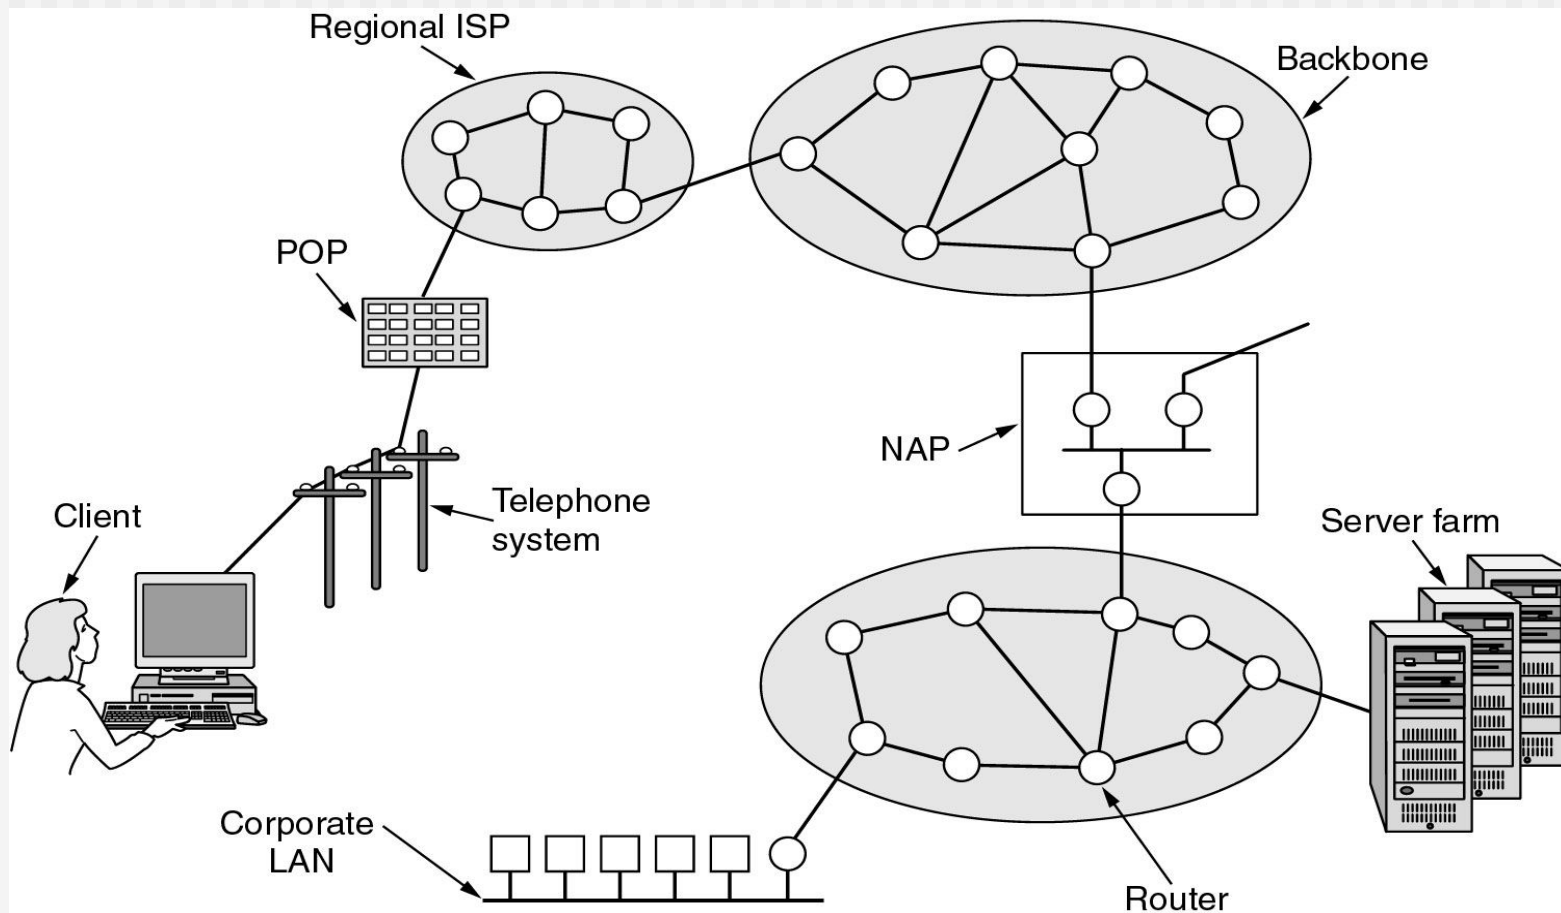 Regional ISP
Backbone
POP
NAP
Telephone
system
Client
Server farm
Corporate
LAN
Router